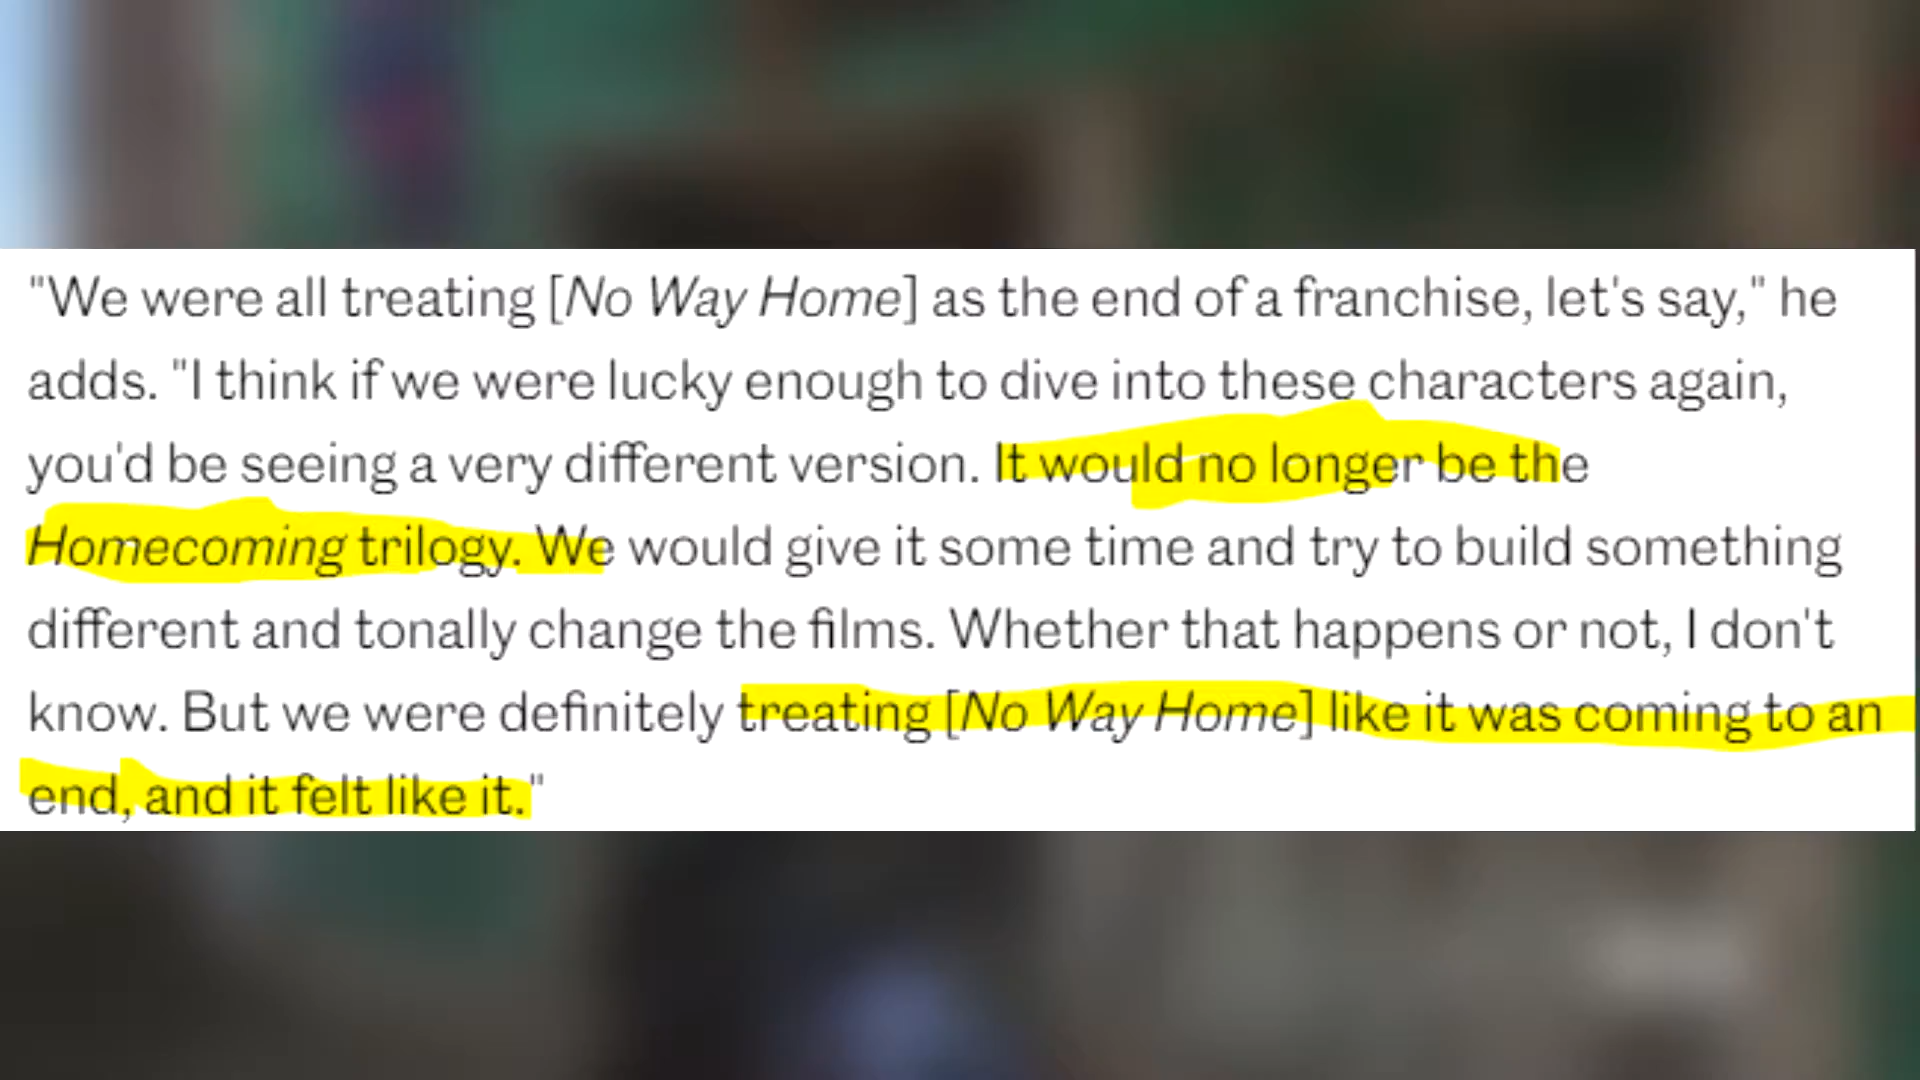 "We were all treating [No Way Home] as the end of a franchise, let's say," he
adds. "I think if we were lucky enough to dive into these characters again,
you'd be seeing a very different version. It would no longer be the
Homecoming trilogy. We would give it some time and try to build something
different and tonally change the films. Whether that happens or not, I don't
know. But we were definitely treating [No Way Home] like it was coming to an
end, and it felt like it."